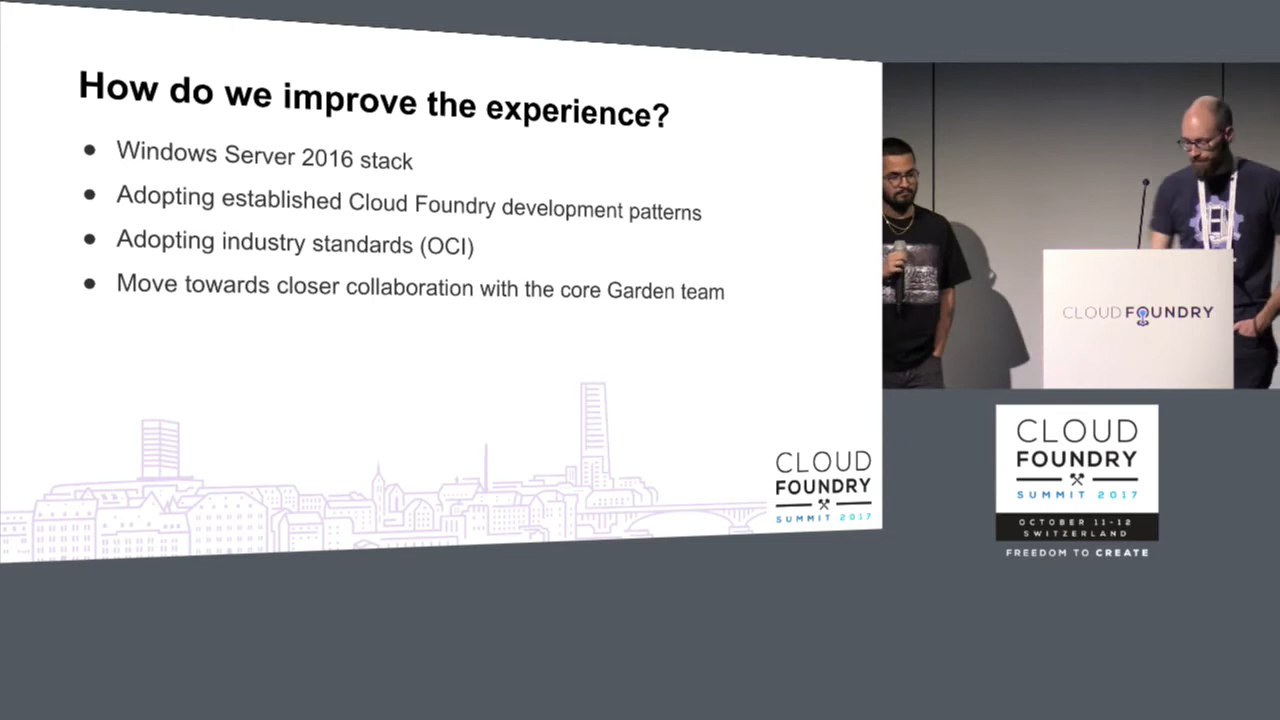 How do we improve the experience?
● Windows Server 2016 stack
● Adopting established Cloud Foundry development patterns
● Adopting industry standards (OCI)
● Move towards closer collaboration with the core Garden team
CLOUD
FOUNDRY
SUMMIT 2017
CLOUD FOUNDRY
CLOUD
FOUNDRY
SUMMIT 2017
OCTOBER 11-12
SWITZERLAND
FREEDOM TO CREATE